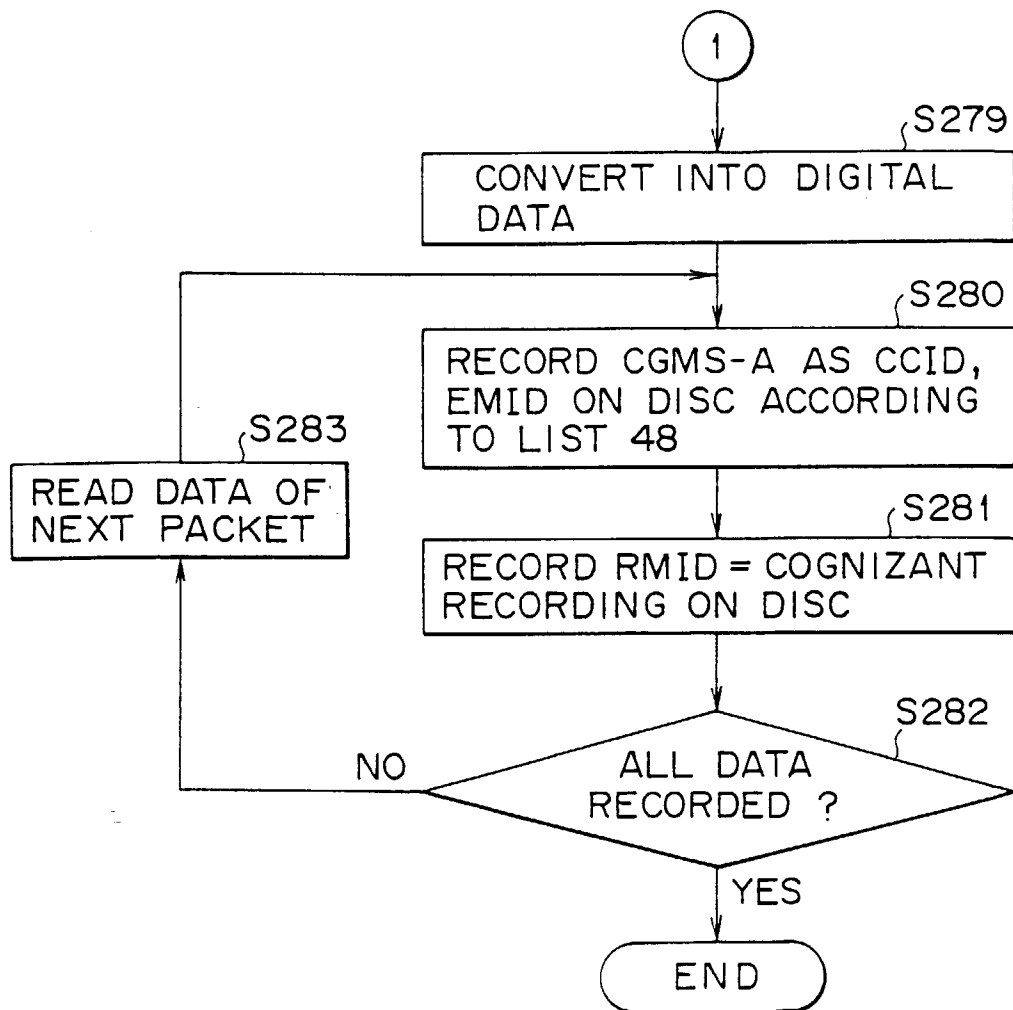 1
S279
CONVERT INTO DIGITAL
DATA
S280
RECORD CGMS-A AS CCID,
EMID ON DISC ACCORDING
TO LIST 48
S283
READ DATA OF
NEXT PACKET
S281
RECORD RMID = COGNIZANT
RECORDING ON DISC
S282
NO
ALL DATA
RECORDED ?
YES
END